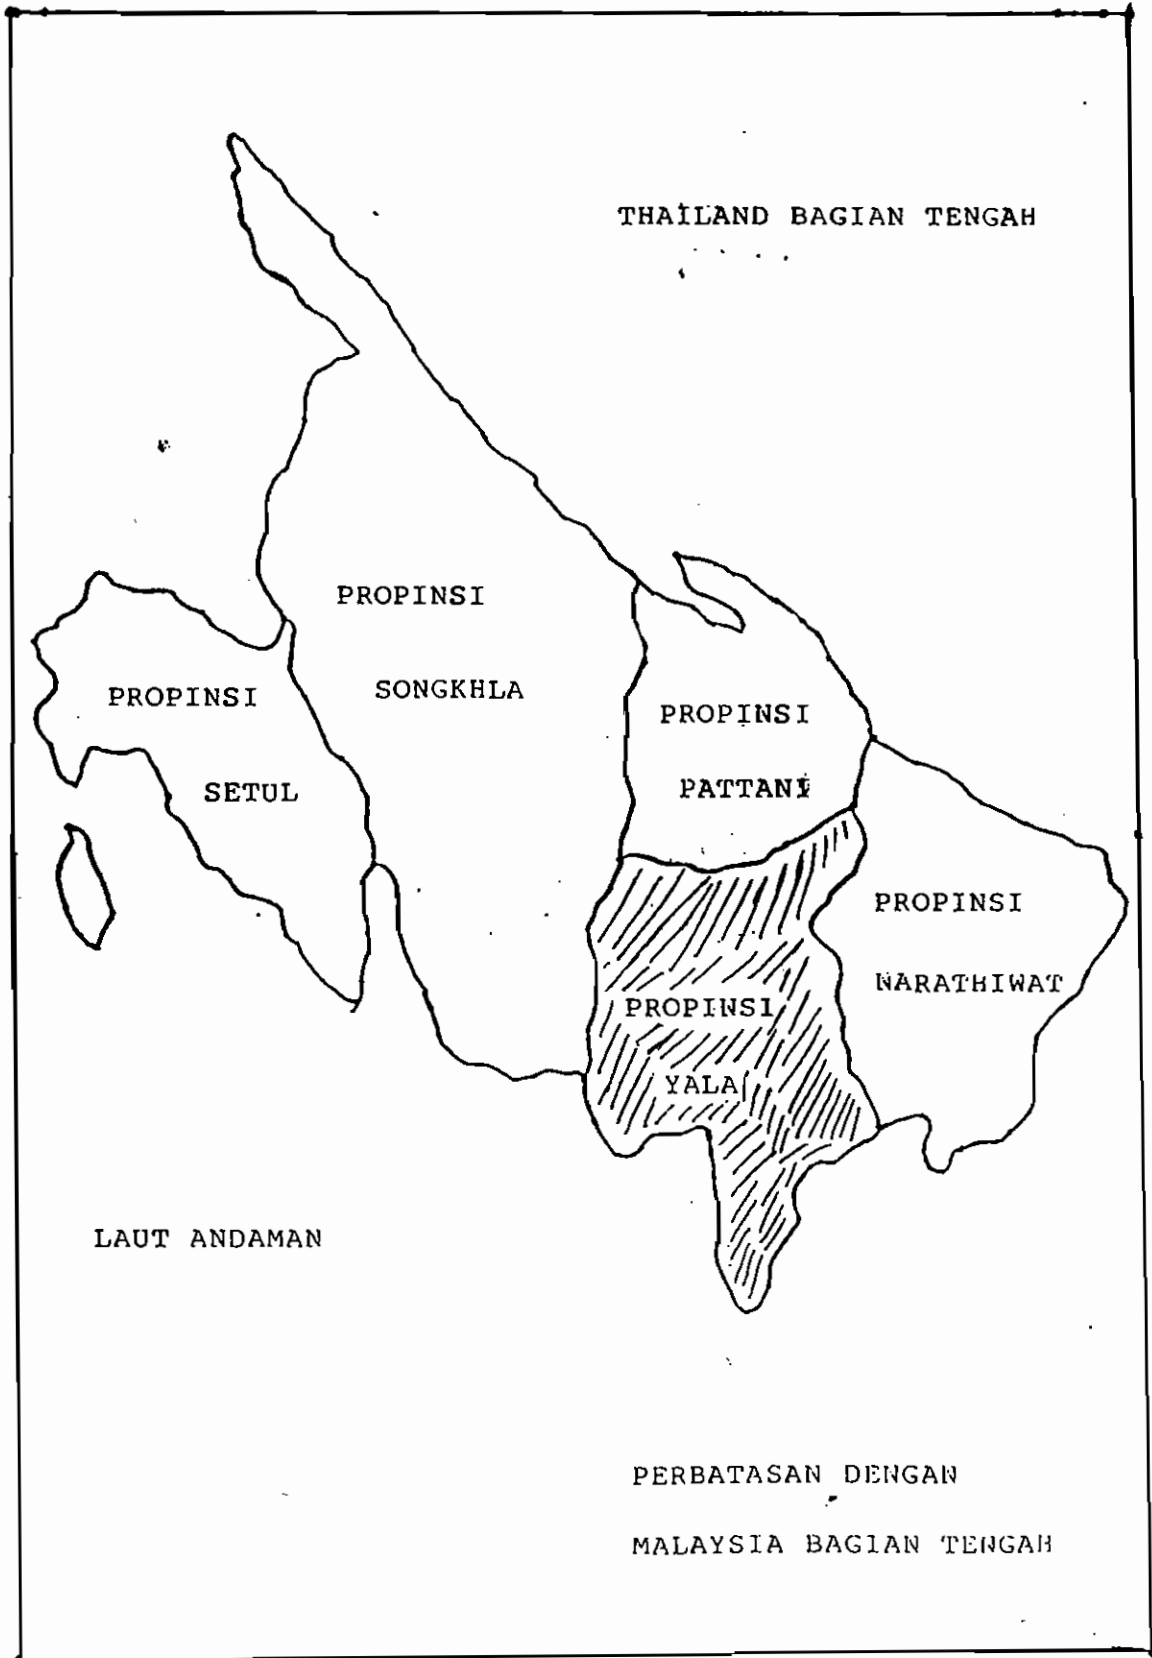 THAILAND BAGIAN TENGAH
PROPINSI
SONGKHLA
PROPINSI
SETUL
PROPINSI
PATTANI
PROPINSI
NARATHIWAT
PROPINSI
YALA
LAUT ANDAMAN
PERBATASAN DENGAN
MALAYSIA BAGIAN TENGAH